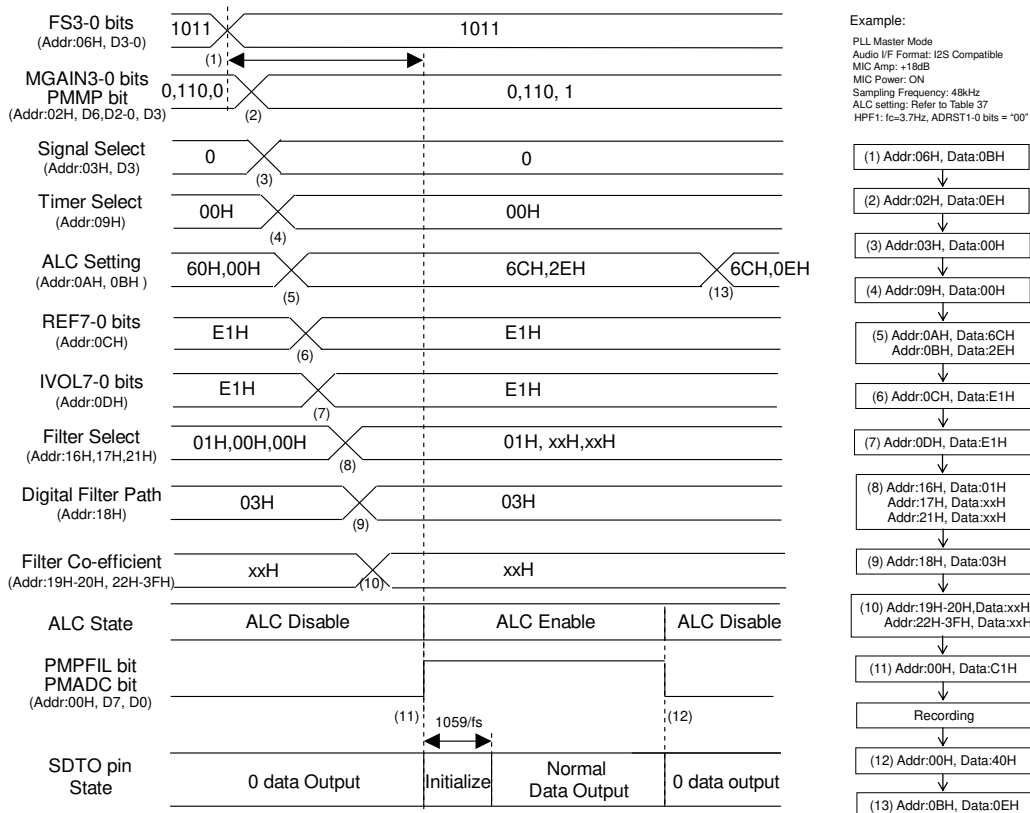 FS3-0 bits
(Addr:06H, D3-0)
1011
1011
(1)
MGAIN3-0 bits
PMMP bit
(Addr:02H, D6,D2-0, D3)
0,110,0
0,110, 1
(2)
Signal Select
(Addr:03H, D3)
0
0
(3)
Timer Select
(Addr:09H)
00H
00H
(4)
ALC Setting
(Addr:0AH, 0BH )
60H,00H
6CH,2EH
6CH,0EH
(5)
(13)
REF7-0 bits
(Addr:0CH)
E1H
E1H
(6)
IVOL7-0 bits
(Addr:0DH)
E1H
E1H
(7)
Filter Select
(Addr:16H,17H,21H)
01H,00H,00H
01H, xxH,xxH
(8)
Digital Filter Path
(Addr:18H)
03H
03H
(9)
Filter Co-efficient
(Addr:19H-20H, 22H-3FH)
xxH
xxH
(10)
ALC State
ALC Disable
ALC Enable
ALC Disable
PMPFIL bit
PMADC bit
(Addr:00H, D7, D0)
(11)
1059/fs
(12)
SDTO pin
State
0 data Output
Initialize
Normal
Data Output
0 data output
Example:
PLL Master Mode
Audio I/F Format: I2S Compatible
MIC Amp: +18dB
MIC Power: ON
Sampling Frequency: 48kHz
ALC setting: Refer to Table 37
HPF1: fc=3.7Hz, ADRST1-0 bits = “00”
(1) Addr:06H, Data:0BH
(2) Addr:02H, Data:0EH
(3) Addr:03H, Data:00H
(4) Addr:09H, Data:00H
(5) Addr:0AH, Data:6CH
Addr:0BH, Data:2EH
(6) Addr:0CH, Data:E1H
(7) Addr:0DH, Data:E1H
(8) Addr:16H, Data:01H
Addr:17H, Data:xxH
Addr:21H, Data:xxH
(9) Addr:18H, Data:03H
(10) Addr:19H-20H,Data:xxH
Addr:22H-3FH, Data:xxH
(11) Addr:00H, Data:C1H
Recording
(12) Addr:00H, Data:40H
(13) Addr:0BH, Data:0EH